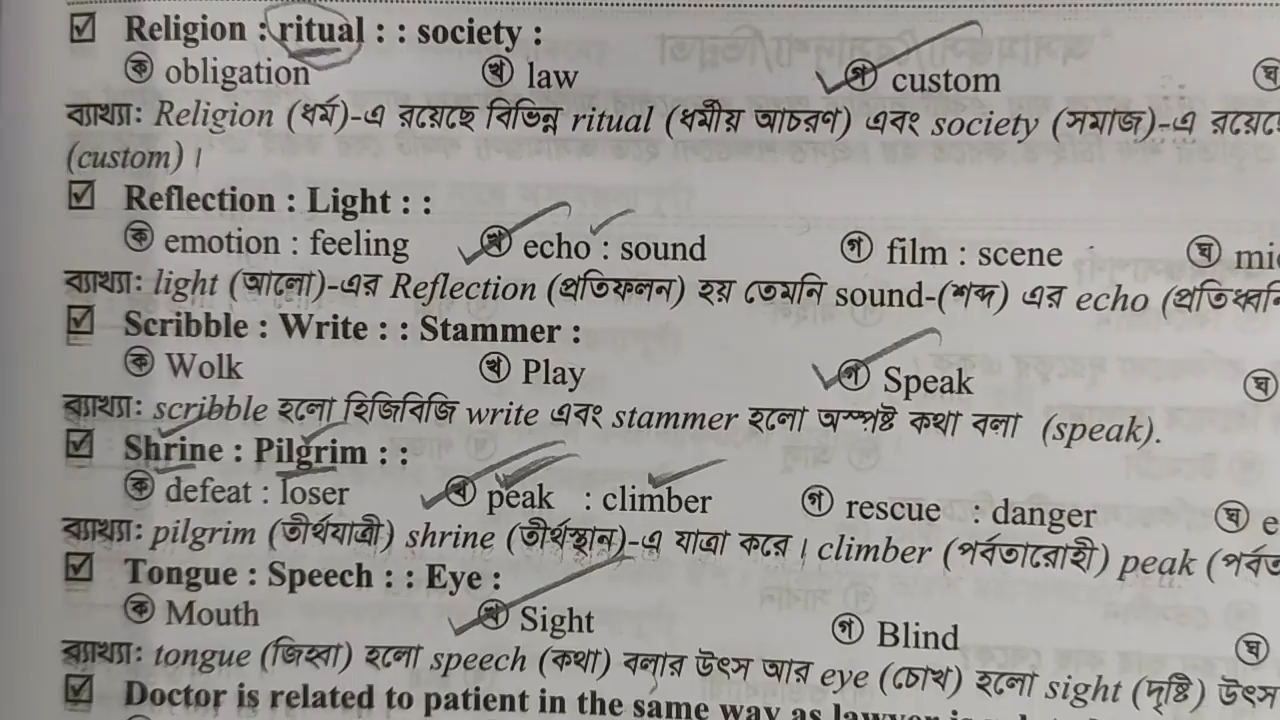 Religion : ritual : : society :
ক obligation খ law গ custom ঘ
ব্যাখ্যা: Religion (ধর্ম)-এ রয়েছে বিভিন্ন ritual (ধর্মীয় আচরণ) এবং society (সমাজ)-এ
(custom)।
Reflection : Light : :
ক emotion : feeling খ echo : sound গ film : scene ঘ
ব্যাখ্যা: light (আলো)-এর Reflection (প্রতিফলন) হয় তেমনি sound-(শব্দ) এর echo
Scribble : Write : : Stammer :
ক Wolk খ Play গ Speak ঘ
ব্যাখ্যা: scribble হলো হিজিবিজি write এবং stammer হলো অস্পষ্ট কথা বলা (speak).
Shrine : Pilgrim : :
ক defeat : loser খ peak : climber গ rescue : danger ঘ
ব্যাখ্যা: pilgrim (তীর্থযাত্রী) shrine (তীর্থস্থান)-এ যাত্রা করে। climber (পর্বতারোহী) peak
Tongue : Speech : : Eye :
ক Mouth খ Sight গ Blind ঘ
ব্যাখ্যা: tongue (জিহ্বা) হলো speech (কথা) বলার উৎস আর eye (চোখ) হলো sight (দৃষ্টি) উৎস
Doctor is related to patient in the same way as lawyer is